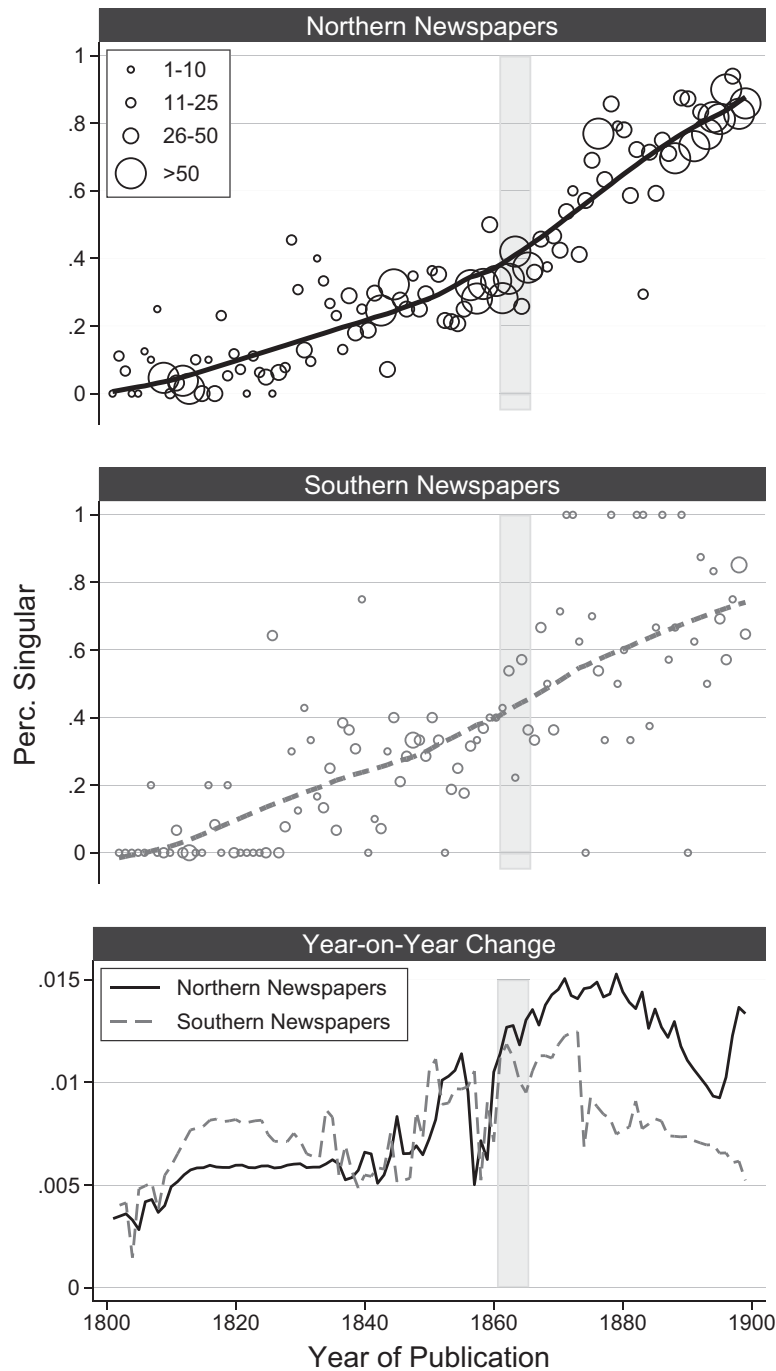 Northern Newspapers
1
.8
.6
.4
.2
0
1-10
11-25
26-50
>50
Southern Newspapers
Perc. Singular
1
.8
.6
.4
.2
0
Year-on-Year Change
.015
.01
.005
0
Northern Newspapers
Southern Newspapers
1800 1820 1840 1860 1880 1900
Year of Publication